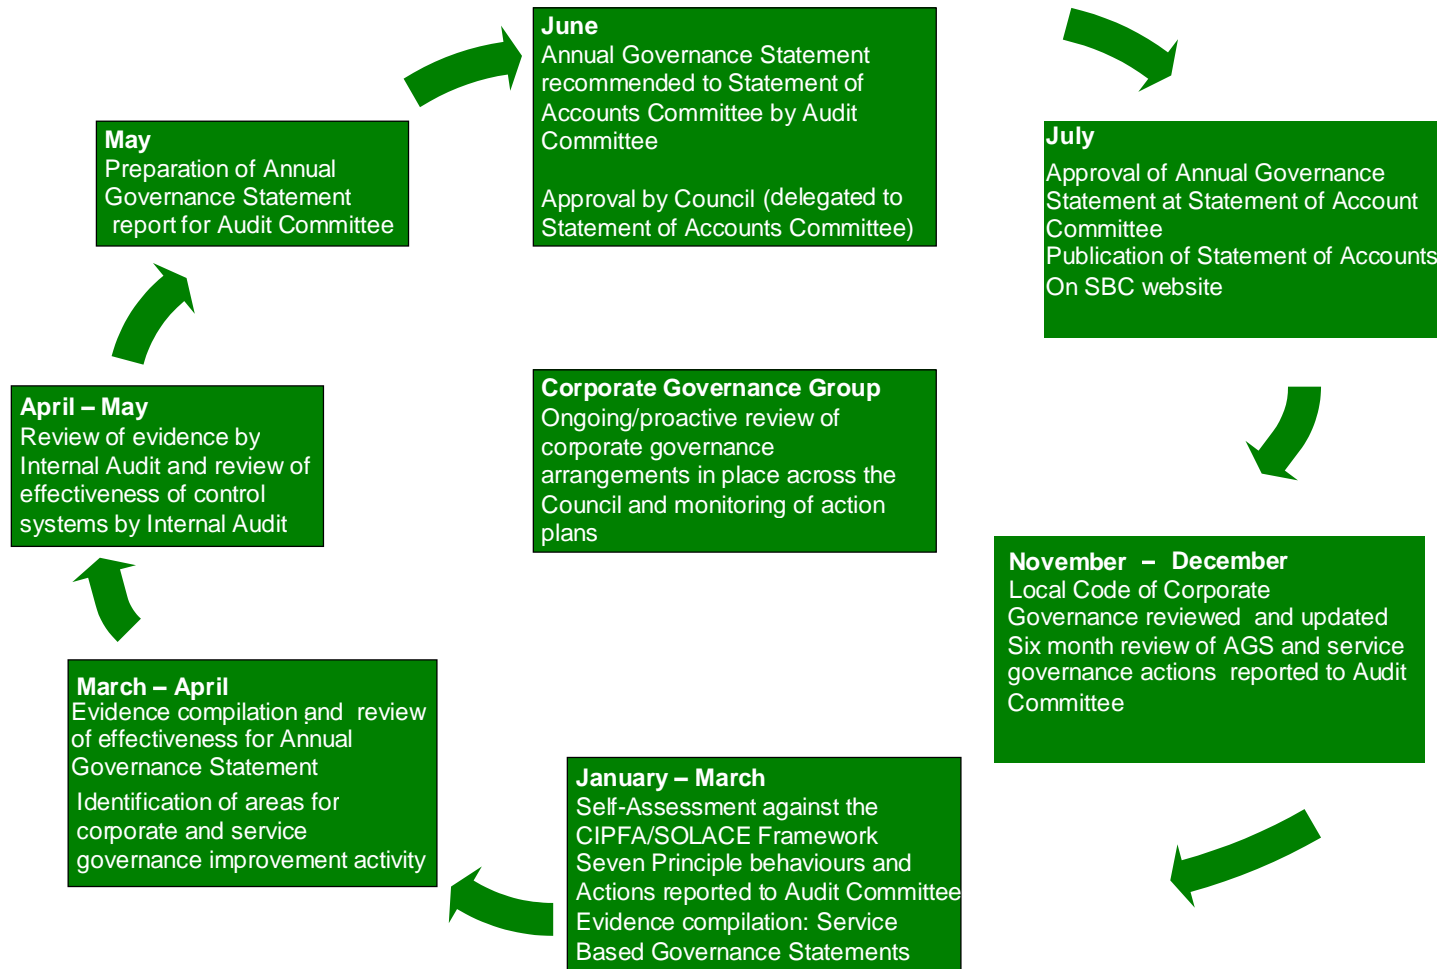 June
Annual Governance Statement
recommended to Statement of
Accounts Committee by Audit
Committee
Approval by Council (delegated to
Statement of Accounts Committee)
July
Approval of Annual Governance
Statement at Statement of Account
Committee
Publication of Statement of Accounts
On SBC website
November – December
Local Code of Corporate
Governance reviewed and updated
Six month review of AGS and service
governance actions reported to Audit
Committee
January – March
Self-Assessment against the
CIPFA/SOLACE Framework
Seven Principle behaviours and
Actions reported to Audit Committee
Evidence compilation: Service
Based Governance Statements
March – April
Evidence compilation and review
of effectiveness for Annual
Governance Statement
Identification of areas for
corporate and service
governance improvement activity
April – May
Review of evidence by
Internal Audit and review of
effectiveness of control
systems by Internal Audit
May
Preparation of Annual
Governance Statement
report for Audit Committee
Corporate Governance Group
Ongoing/proactive review of
corporate governance
arrangements in place across the
Council and monitoring of action
plans